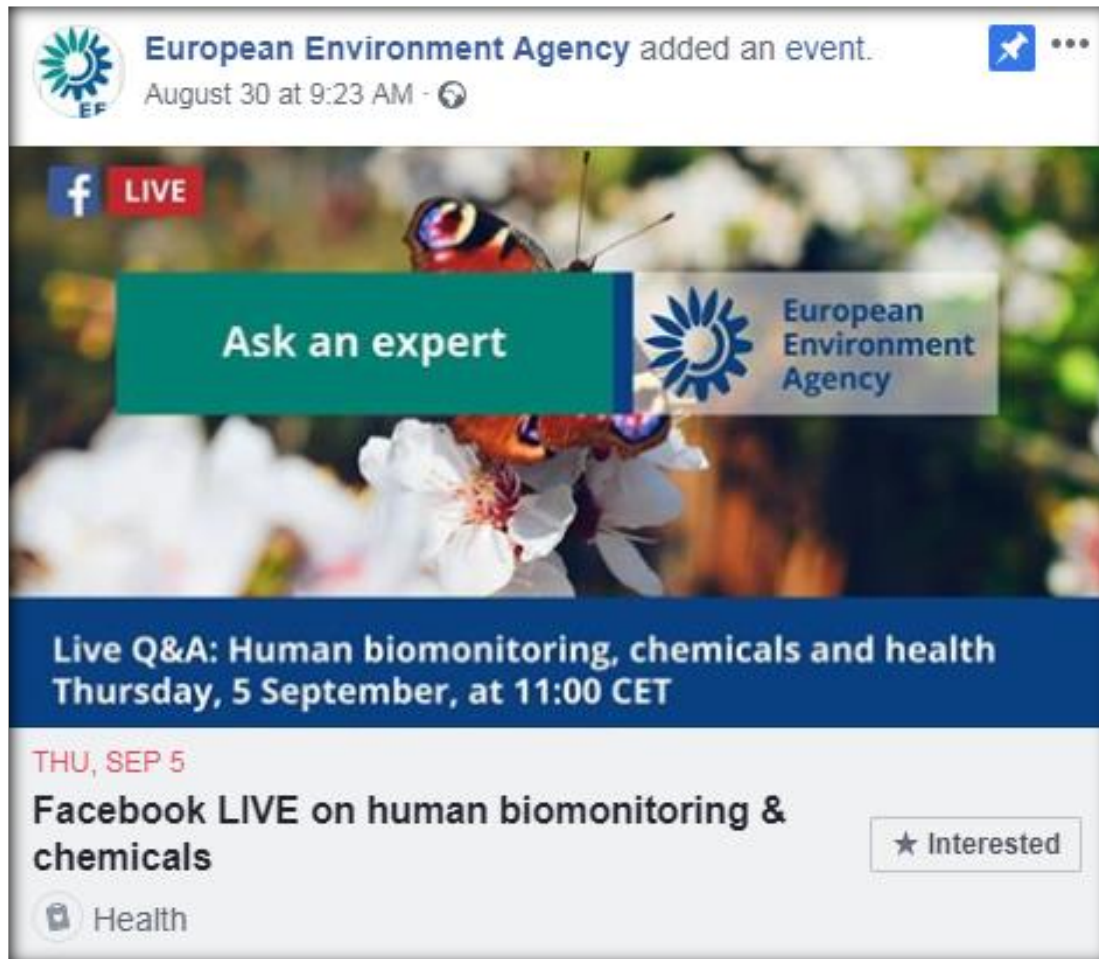 European Environment Agency added an event.
August 30 at 9:23 AM ·
EE
f LIVE
Ask an expert
European
Environment
Agency
Live Q&A: Human biomonitoring, chemicals and health
Thursday, 5 September, at 11:00 CET
THU, SEP 5
Facebook LIVE on human biomonitoring &
chemicals
★ Interested
Health